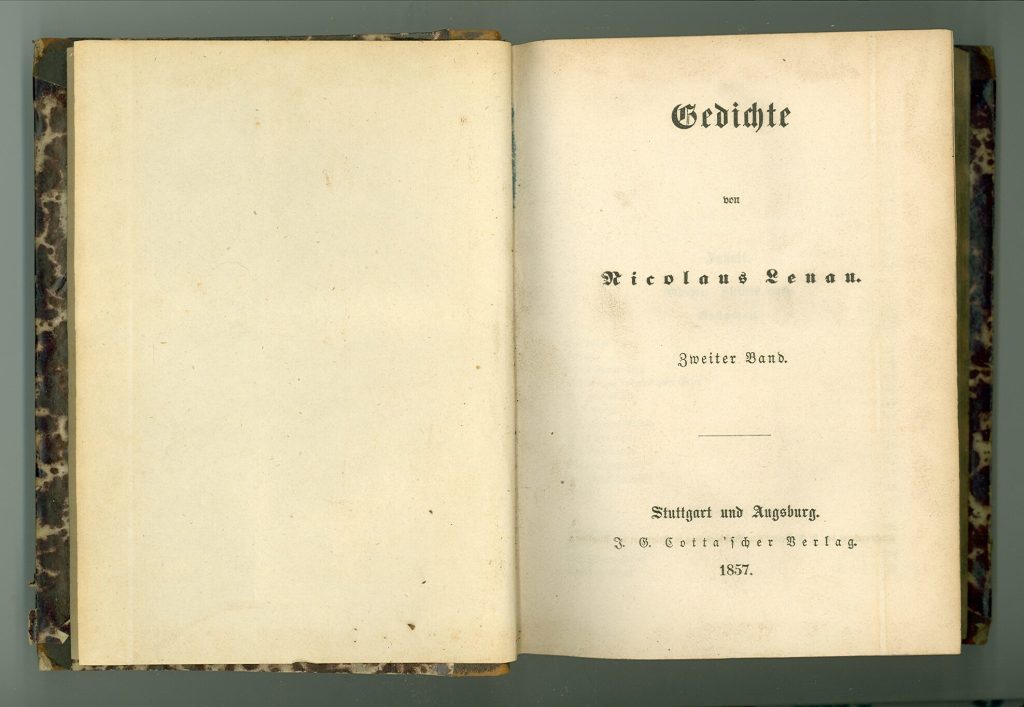 Gedichte
von
Nicolaus Lenau.
Zweiter Band.
Stuttgart und Augsburg.
J. G. Cotta'scher Verlag.
1857.